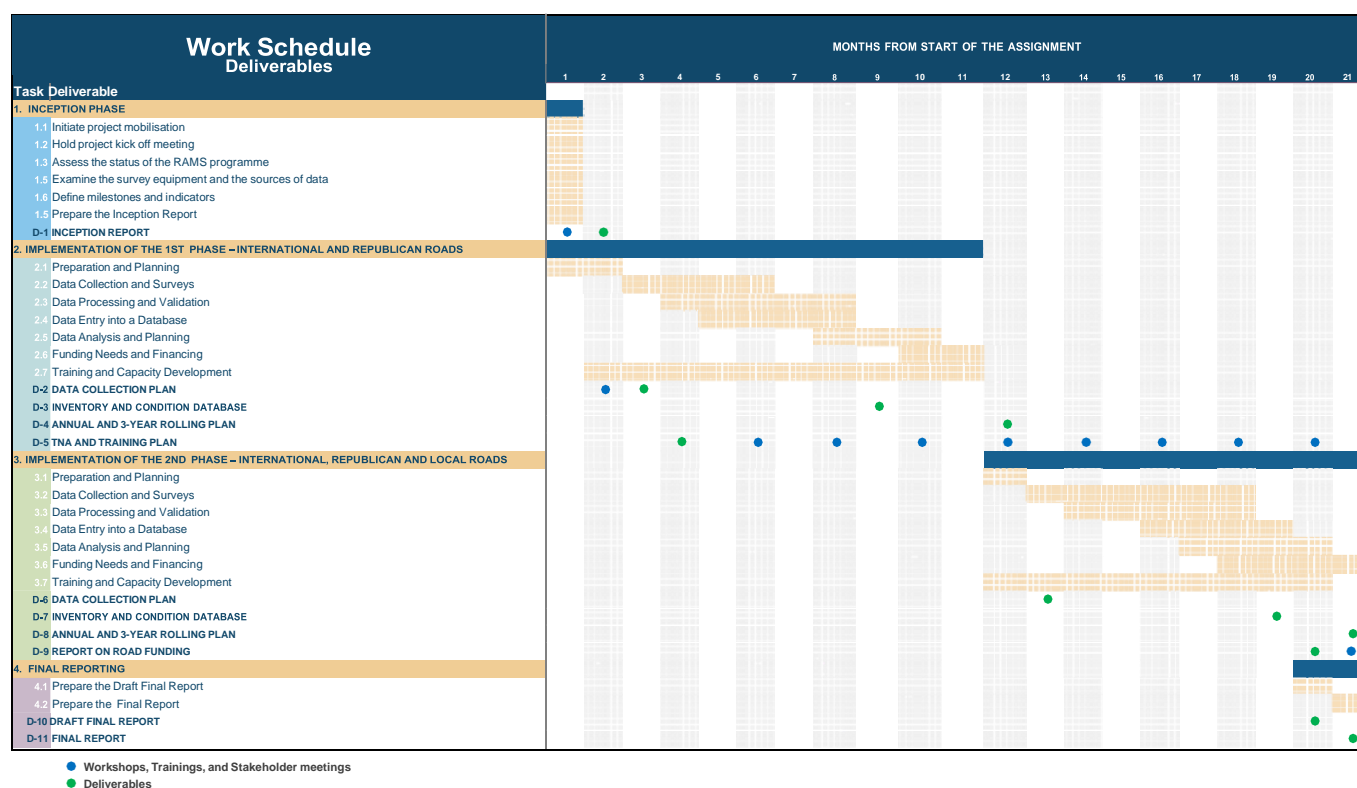 Work Schedule
Deliverables
MONTHS FROM START OF THE ASSIGNMENT
1 2 3 4 5 6 7 8 9 10 11 12 13 14 15 16 17 18 19 20 21
Task Deliverable
1. INCEPTION PHASE
1.1 Initiate project mobilisation
1.2 Hold project kick off meeting
1.3 Assess the status of the RAMS programme
1.5 Examine the survey equipment and the sources of data
1.6 Define milestones and indicators
1.5 Prepare the Inception Report
D-1 INCEPTION REPORT
2. IMPLEMENTATION OF THE 1ST PHASE – INTERNATIONAL AND REPUBLICAN ROADS
2.1 Preparation and Planning
2.2 Data Collection and Surveys
2.3 Data Processing and Validation
2.4 Data Entry into a Database
2.5 Data Analysis and Planning
2.6 Funding Needs and Financing
2.7 Training and Capacity Development
D-2 DATA COLLECTION PLAN
D-3 INVENTORY AND CONDITION DATABASE
D-4 ANNUAL AND 3-YEAR ROLLING PLAN
D-5 TNA AND TRAINING PLAN
3. IMPLEMENTATION OF THE 2ND PHASE – INTERNATIONAL, REPUBLICAN AND LOCAL ROADS
3.1 Preparation and Planning
3.2 Data Collection and Surveys
3.3 Data Processing and Validation
3.4 Data Entry into a Database
3.5 Data Analysis and Planning
3.6 Funding Needs and Financing
3.7 Training and Capacity Development
D-6 DATA COLLECTION PLAN
D-7 INVENTORY AND CONDITION DATABASE
D-8 ANNUAL AND 3-YEAR ROLLING PLAN
D-9 REPORT ON ROAD FUNDING
4. FINAL REPORTING
4.1 Prepare the Draft Final Report
4.2 Prepare the Final Report
D-10 DRAFT FINAL REPORT
D-11 FINAL REPORT
Workshops, Trainings, and Stakeholder meetings
Deliverables